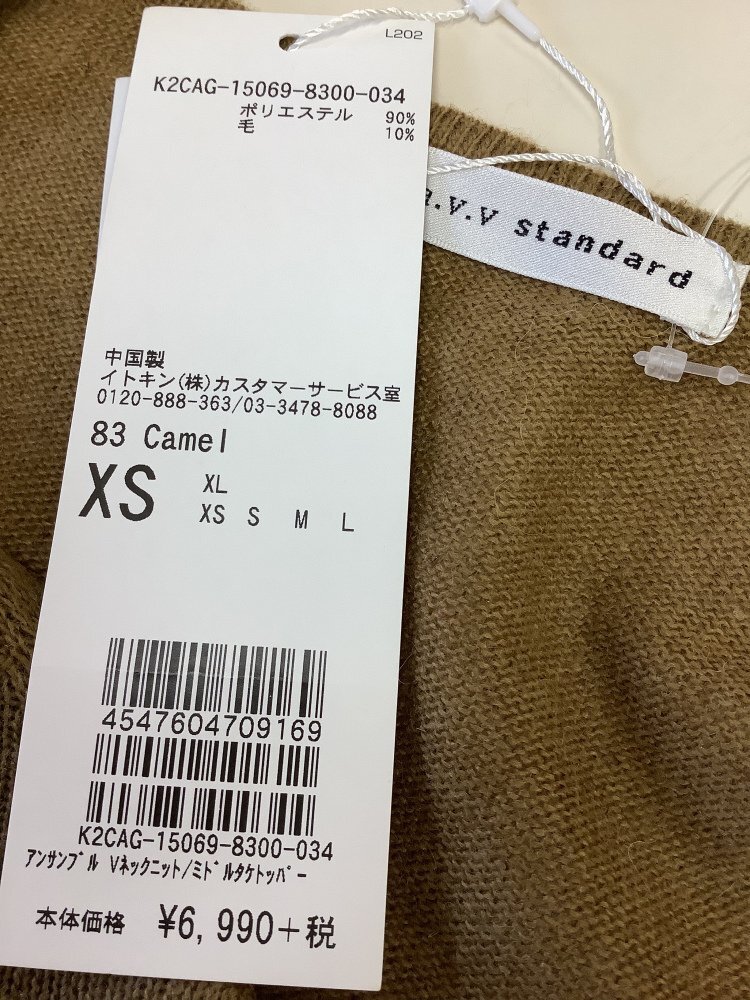 L202
K2CAG-15069-8300-034
ポリエステル 90%
毛 10%
a.v.v standard
中国製
イトキン(株)カスタマーサービス室
0120-888-363/03-3478-8088
83 Camel
XS
XL
XS S M L
4547604709169
K2CAG-15069-8300-034
ｱﾝｻﾝﾌﾞﾙ Vﾈｯｸﾆｯﾄ/ﾐﾄﾞﾙﾀｹﾄｯﾊﾟｰ
本体価格 ¥6,990+税